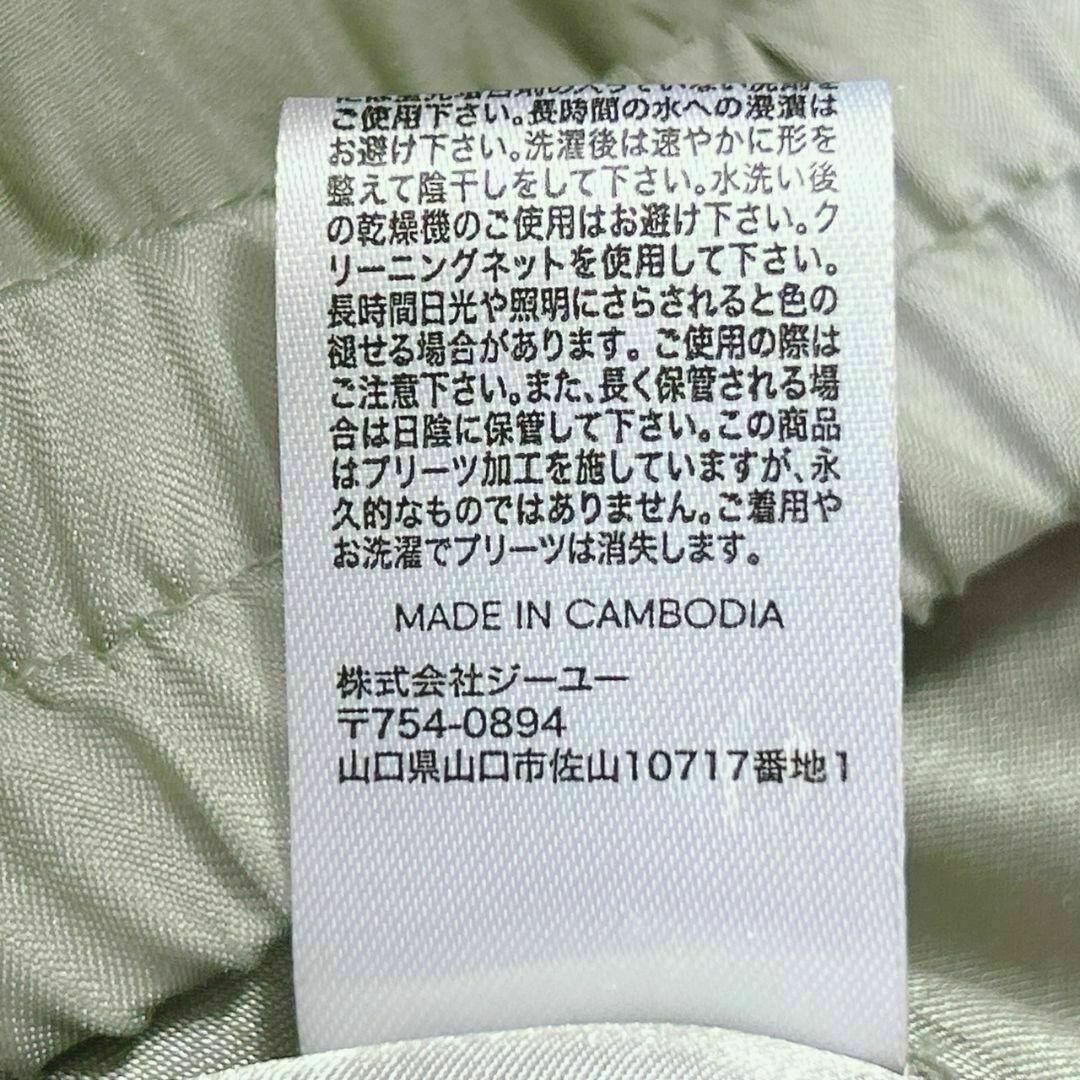 ご使用下さい。長時間の水への浸漬は
お避け下さい。洗濯後は速やかに形を
整えて陰干しをして下さい。水洗い後
の乾燥機のご使用はお避け下さい。ク
リーニングネットを使用して下さい。
長時間日光や照明にさらされると色の
褪せる場合があります。ご使用の際は
ご注意下さい。また、長く保管される場
合は日陰に保管して下さい。この商品
はプリーツ加工を施していますが、永
久的なものではありません。ご着用や
お洗濯でプリーツは消失します。
MADE IN CAMBODIA
株式会社ジーユー
〒754-0894
山口県山口市佐山10717番地1